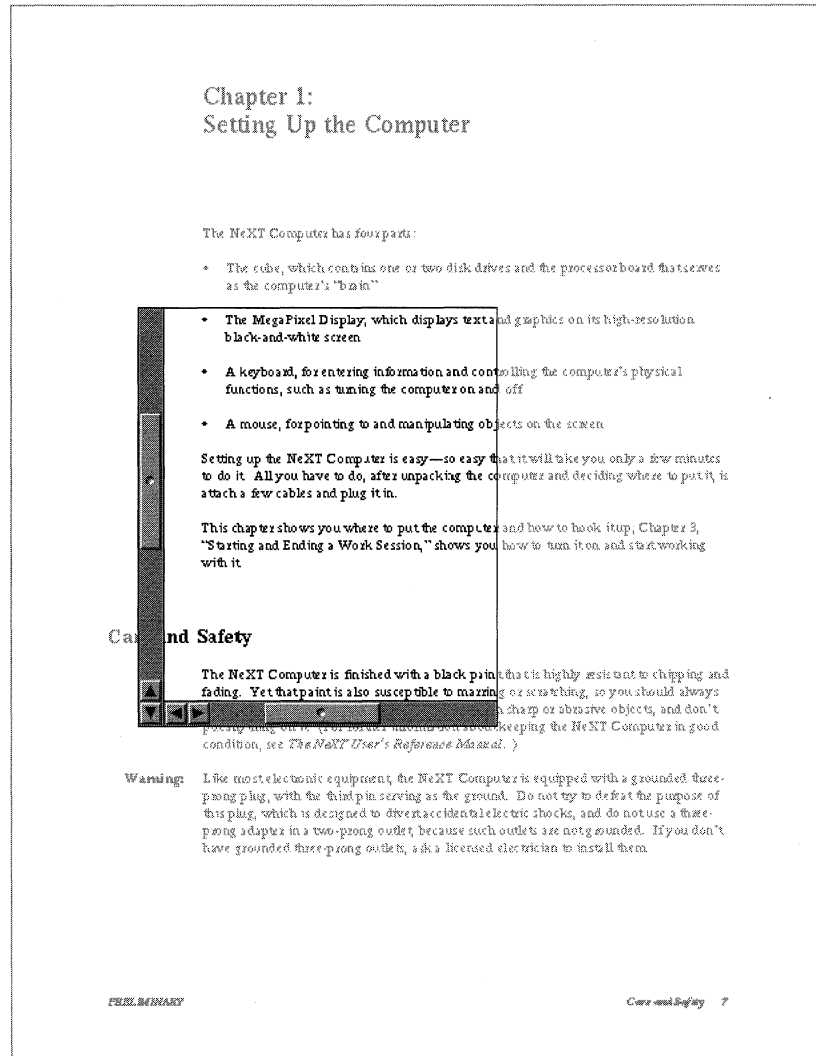 Chapter 1:
Setting Up the Computer
The NeXT Computer has four parts:
• The cube, which contains one or two disk drives and the processor board that serves
as the computer's "brain"
• The MegaPixel Display, which displays text and graphics on its high-resolution
black-and-white screen
• A keyboard, for entering information and controlling the computer's physical
functions, such as turning the computer on and off
• A mouse, for pointing to and manipulating objects on the screen
Setting up the NeXT Computer is easy—so easy that it will take you only a few minutes
to do it. All you have to do, after unpacking the computer and deciding where to put it, is
attach a few cables and plug it in.
This chapter shows you where to put the computer and how to hook it up, Chapter 3,
"Starting and Ending a Work Session," shows you how to turn it on and start working
with it
Ca nd Safety
The NeXT Computer is finished with a black paint that is highly resistant to chipping and
fading. Yet that paint is also susceptible to marring or scratching, so you should always
sharp or abrasive objects, and don't
keeping the NeXT Computer in good
condition, see The NeXT User's Reference Manual. )
Warning: Like most electronic equipment, the NeXT Computer is equipped with a grounded three-
prong plug, with the third pin serving as the ground. Do not try to defeat the purpose of
this plug, which is designed to divert accidental electric shocks, and do not use a three-
prong adapter in a two-prong outlet, because such outlets are not grounded. If you don't
have grounded three-prong outlets, ask a licensed electrician to install them
PRELIMINARY
Care and Safety 7